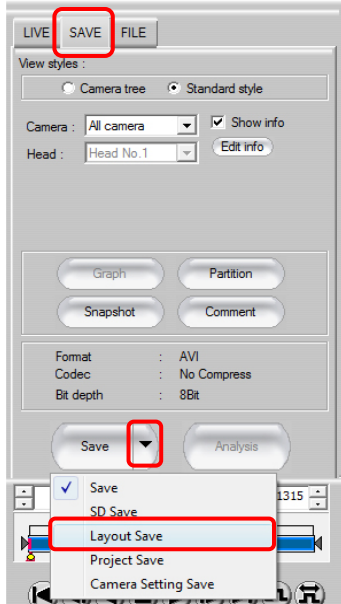 LIVE SAVE FILE
View styles :
Camera tree Standard style
Camera : All camera Show info
Head : Head No.1 Edit info
Graph Partition
Snapshot Comment
Format : AVI
Codec : No Compress
Bit depth : 8Bit
Save Analysis
Save
1315
SD Save
Layout Save
Project Save
Camera Setting Save